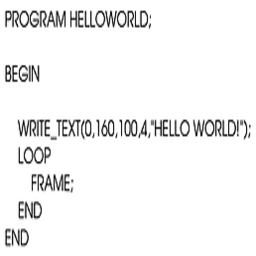 PROGRAM HELLOWORLD;
BEGIN
WRITE_TEXT(0,160,100,4,"HELLO WORLD!");
LOOP
FRAME;
END
END